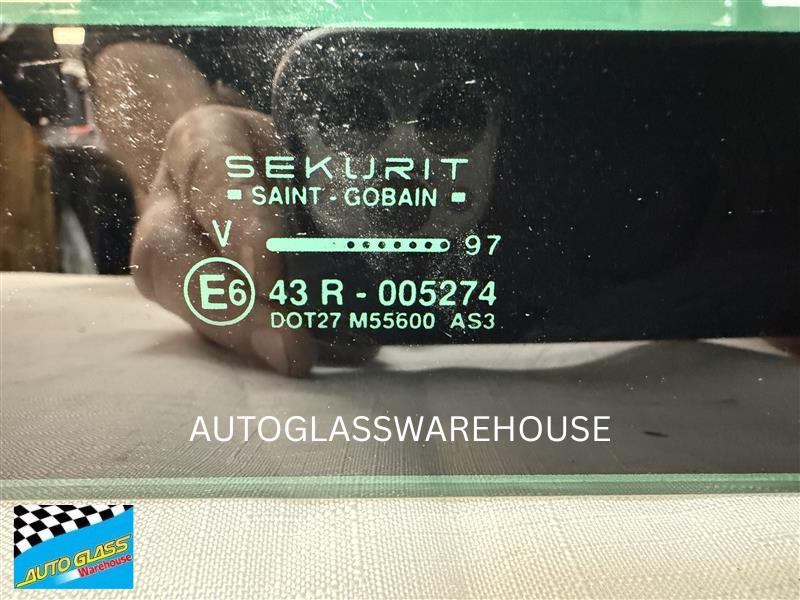 SEKURIT
SAINT - GOBAIN
V 97
E6 43 R - 005274
DOT27 M55600 AS3
AUTOGLASSWAREHOUSE
AUTO GLASS
Warehouse